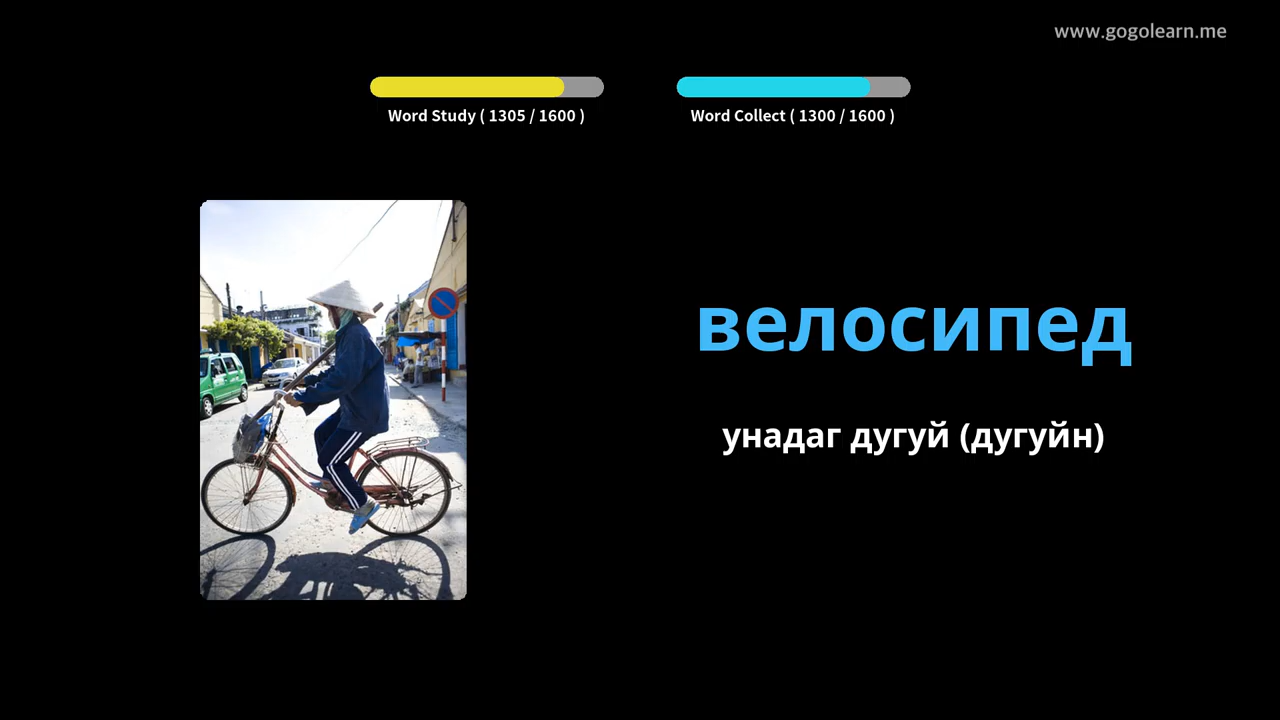 www.gogolearn.me
Word Study ( 1305 / 1600 )
Word Collect ( 1300 / 1600 )
велосипед
унадаг дугуй (дугуйн)